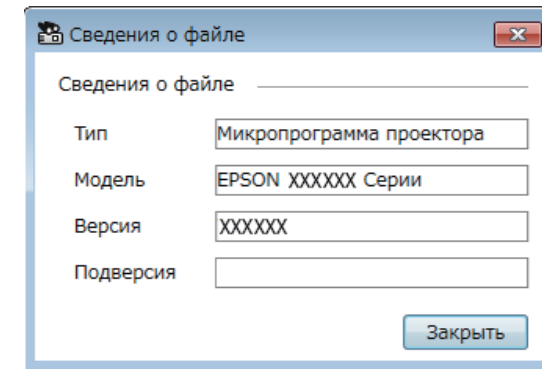 Сведения о файле
Сведения о файле
Тип Микропрограмма проектора
Модель EPSON XXXXXX Серии
Версия XXXXXX
Подверсия
Закрыть